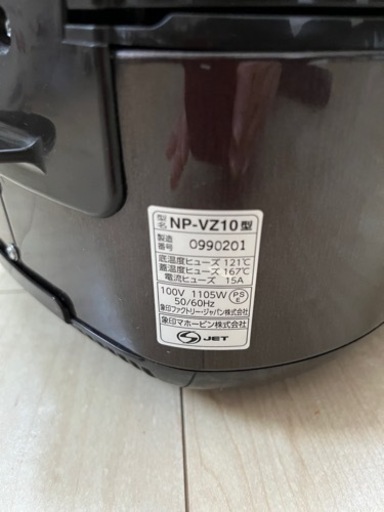 型名 NP-VZ10型
製造番号 0990201
底温度ヒューズ 121℃
蓋温度ヒューズ 167℃
電流ヒューズ 15A
100V 1105W
50/60Hz
PS E
象印ファクトリー・ジャパン株式会社
象印マホービン株式会社
S JET